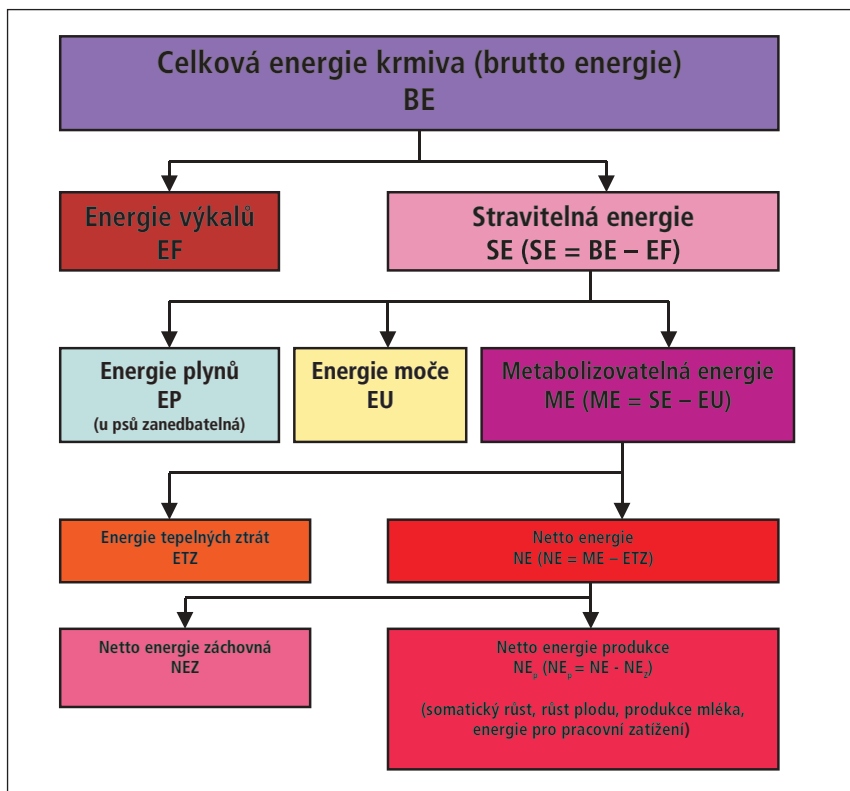 Celková energie krmiva (brutto energie)
BE
Energie výkalů
EF
Stravitelná energie
SE (SE = BE – EF)
Energie plynů
EP
(u psů zanedbatelná)
Energie moče
EU
Metabolizovatelná energie
ME (ME = SE – EU)
Energie tepelných ztrát
ETZ
Netto energie
NE (NE = ME – ETZ)
Netto energie záchovná
NEZ
Netto energie produkce
NEp (NEp = NE - NEz)
(somatický růst, růst plodu, produkce mléka,
energie pro pracovní zatížení)